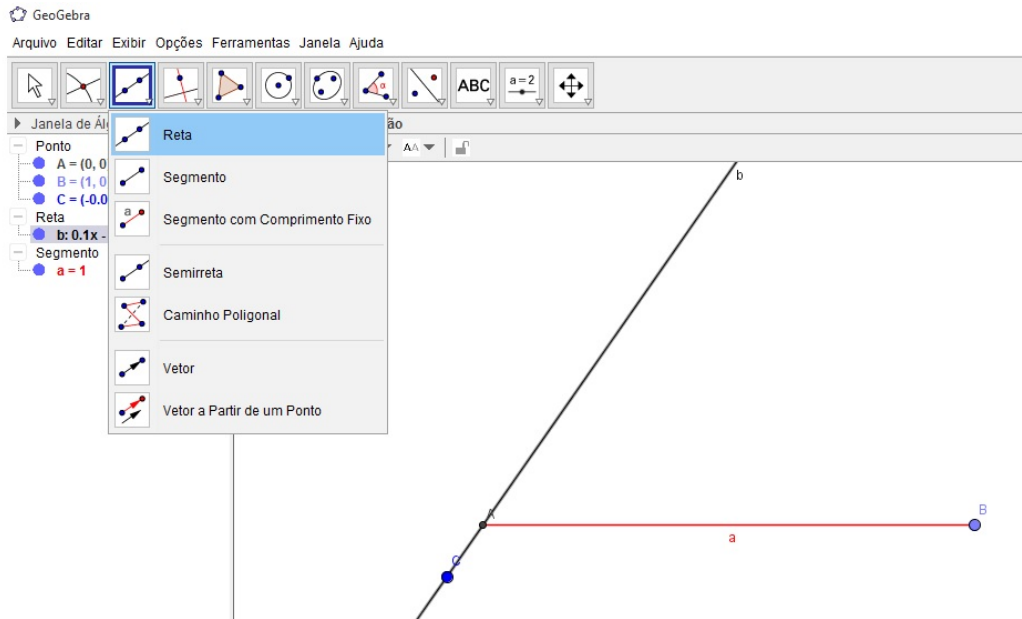 GeoGebra
Arquivo Editar Exibir Opções Ferramentas Janela Ajuda
ABC
a=2
α
Janela de Ál
ão
Reta
AA
Ponto
A = (0, 0
B = (1, 0
C = (-0.0
Segmento
a
Segmento com Comprimento Fixo
Reta
b: 0.1x -
Segmento
a = 1
Semirreta
Caminho Poligonal
Vetor
Vetor a Partir de um Ponto
b
A
B
a
C